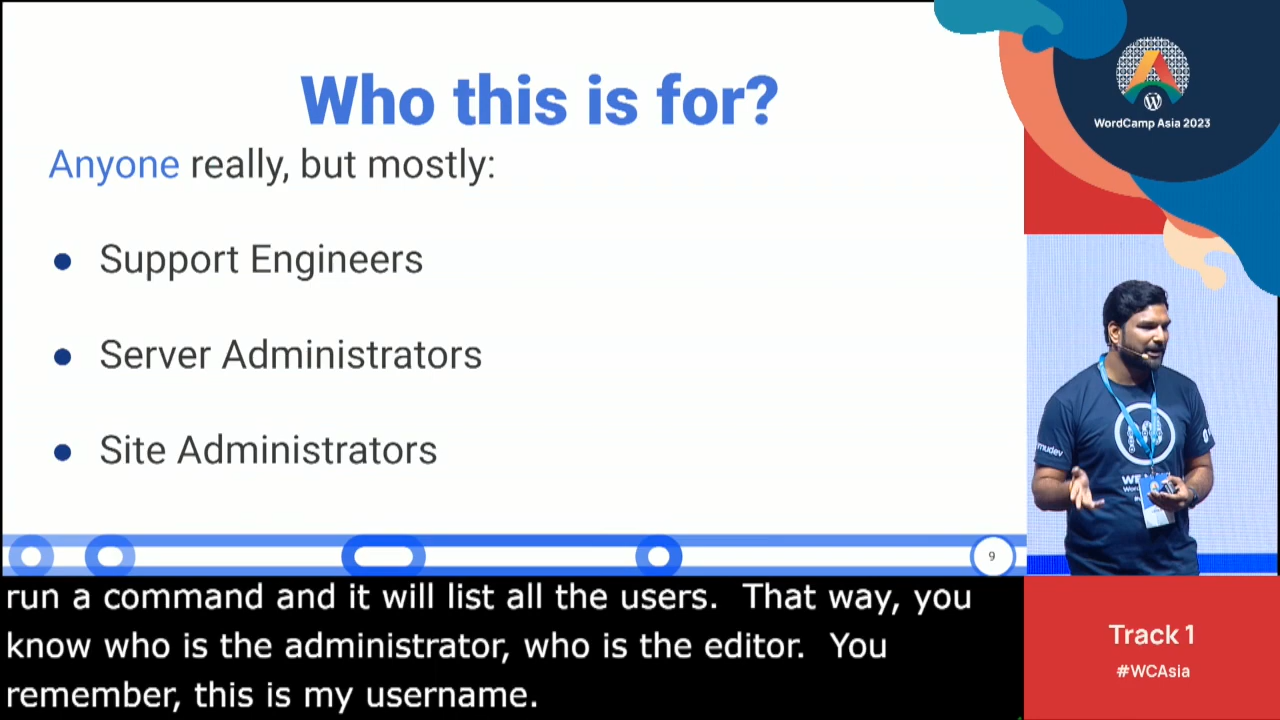 Who this is for?
Anyone really, but mostly:
● Support Engineers
● Server Administrators
● Site Administrators
9
run a command and it will list all the users.  That way, you
know who is the administrator, who is the editor.  You
remember, this is my username.
WordCamp Asia 2023
mudev
Track 1
#WCAsia